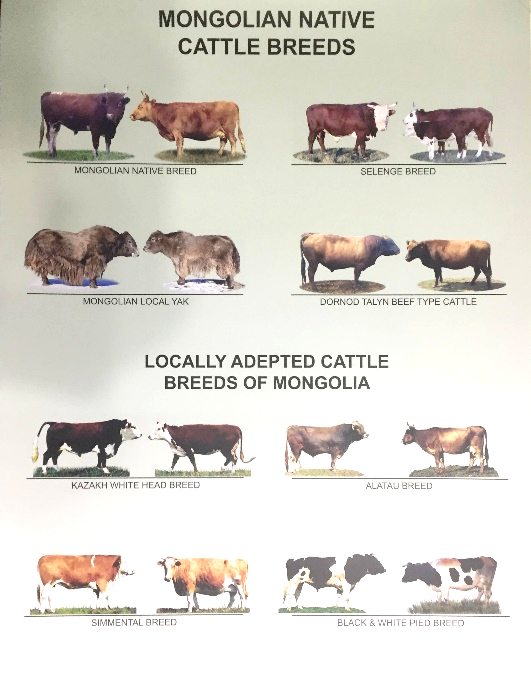 MONGOLIAN NATIVE
CATTLE BREEDS
MONGOLIAN NATIVE BREED
SELENGE BREED
MONGOLIAN LOCAL YAK
DORNOD TALYN BEEF TYPE CATTLE
LOCALLY ADEPTED CATTLE
BREEDS OF MONGOLIA
KAZAKH WHITE HEAD BREED
ALATAU BREED
SIMMENTAL BREED
BLACK & WHITE PIED BREED